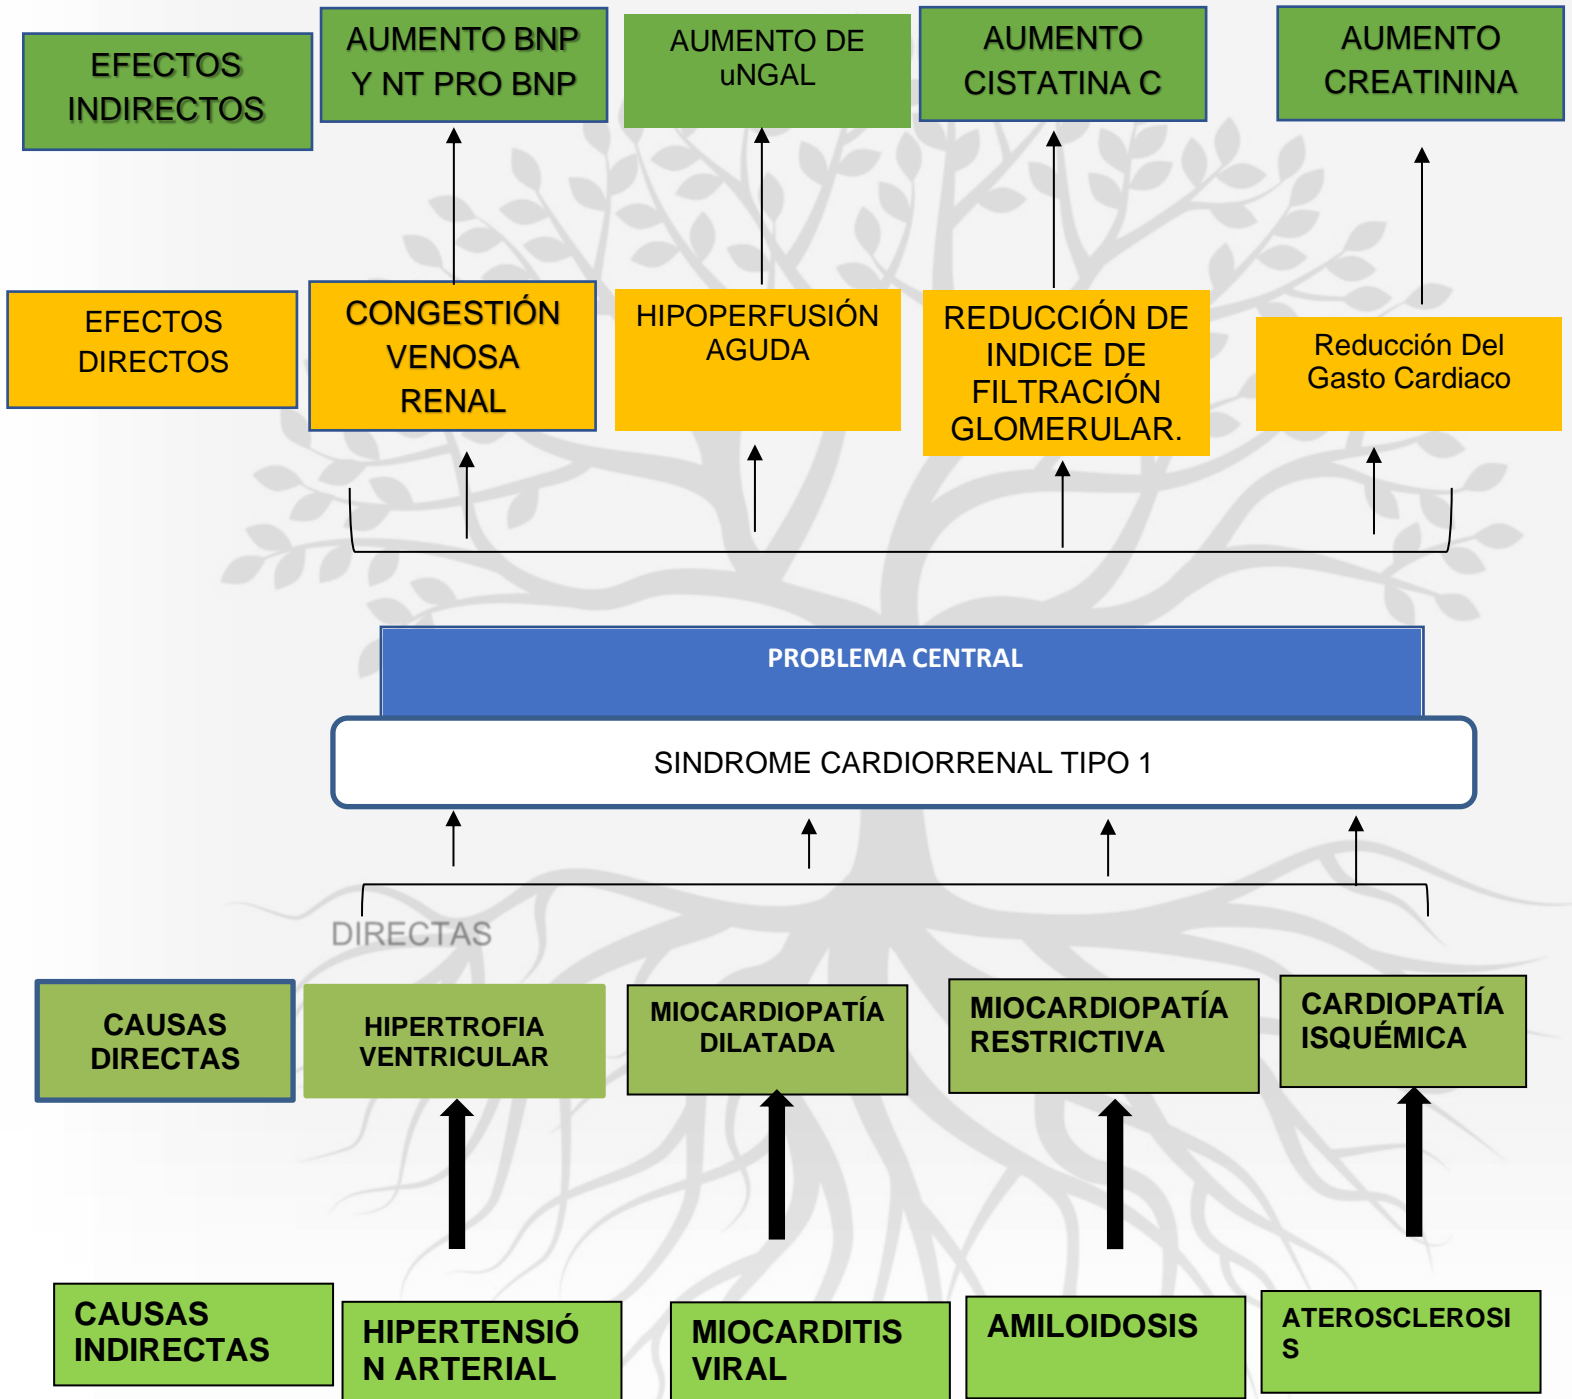 EFECTOS
INDIRECTOS
AUMENTO BNP
Y NT PRO BNP
AUMENTO DE
uNGAL
AUMENTO
CISTATINA C
AUMENTO
CREATININA
EFECTOS
DIRECTOS
CONGESTIÓN
VENOSA
RENAL
HIPOPERFUSIÓN
AGUDA
REDUCCIÓN DE
INDICE DE
FILTRACIÓN
GLOMERULAR.
Reducción Del
Gasto Cardiaco
PROBLEMA CENTRAL
SINDROME CARDIORRENAL TIPO 1
DIRECTAS
CAUSAS
DIRECTAS
HIPERTROFIA
VENTRICULAR
MIOCARDIOPATÍA
DILATADA
MIOCARDIOPATÍA
RESTRICTIVA
CARDIOPATÍA
ISQUÉMICA
CAUSAS
INDIRECTAS
HIPERTENSIÓ
N ARTERIAL
MIOCARDITIS
VIRAL
AMILOIDOSIS
ATEROSCLEROSI
S